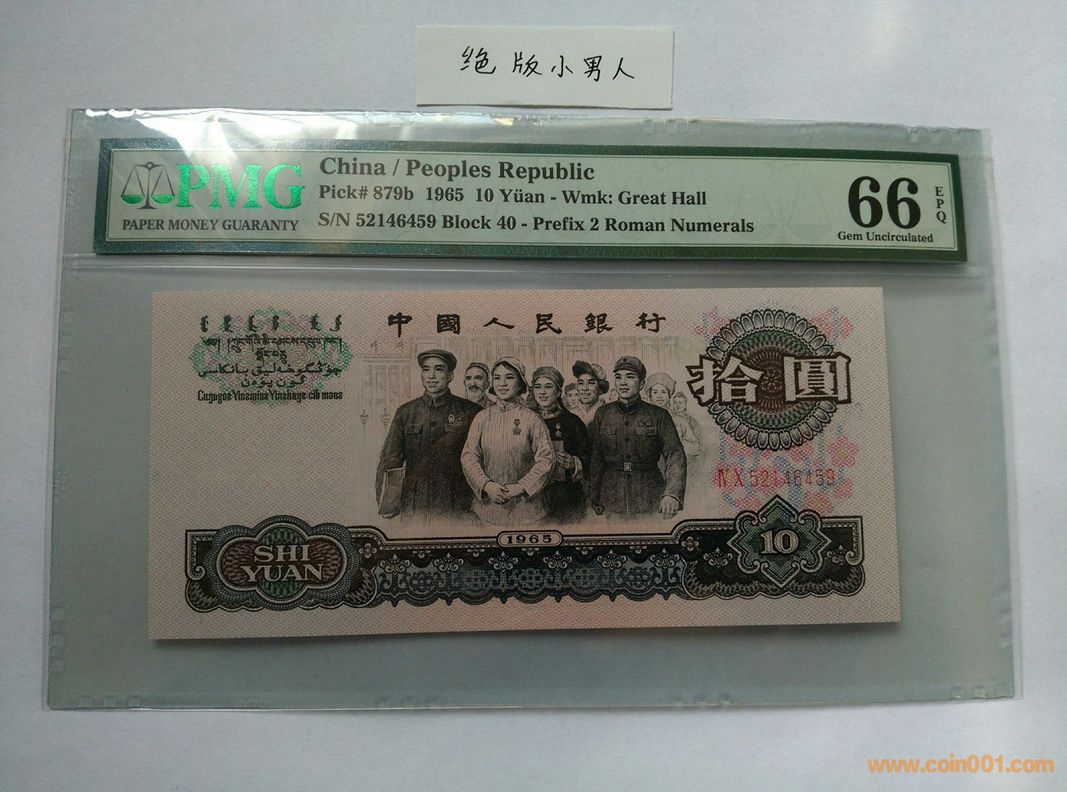 绝版小男人
PMG
PAPER MONEY GUARANTY
China / Peoples Republic
Pick# 879b 1965 10 Yüan - Wmk: Great Hall
S/N 52146459 Block 40 - Prefix 2 Roman Numerals
66
EPQ
Gem Uncirculated
中國人民銀行
拾圓
ⅣⅩ52146459
1965
SHI
YUAN
10
www.coin001.com